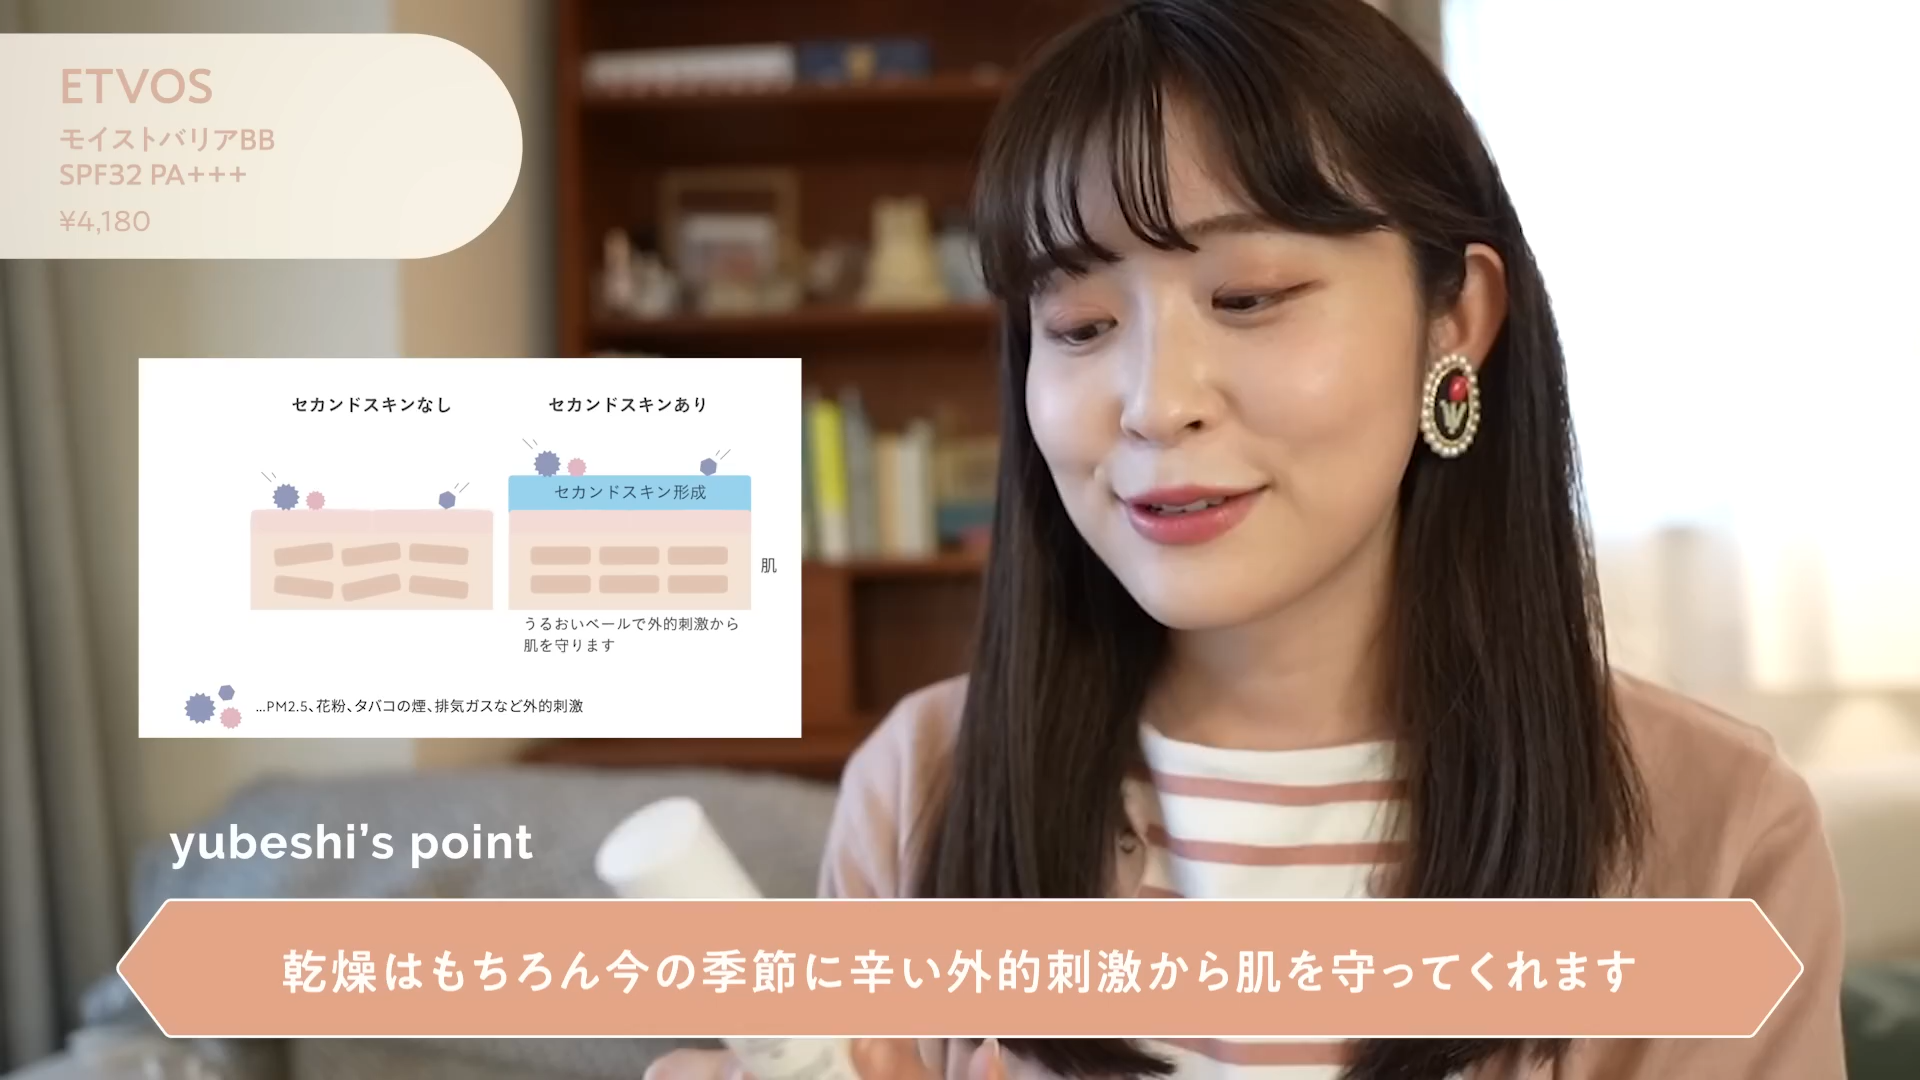 ETVOS
モイストバリアBB
SPF32 PA+++
¥4,180
セカンドスキンなし
セカンドスキンあり
セカンドスキン形成
肌
うるおいベールで外的刺激から
肌を守ります
...PM2.5、花粉、タバコの煙、排気ガスなど外的刺激
yubeshi’s point
乾燥はもちろん今の季節に辛い外的刺激から肌を守ってくれます